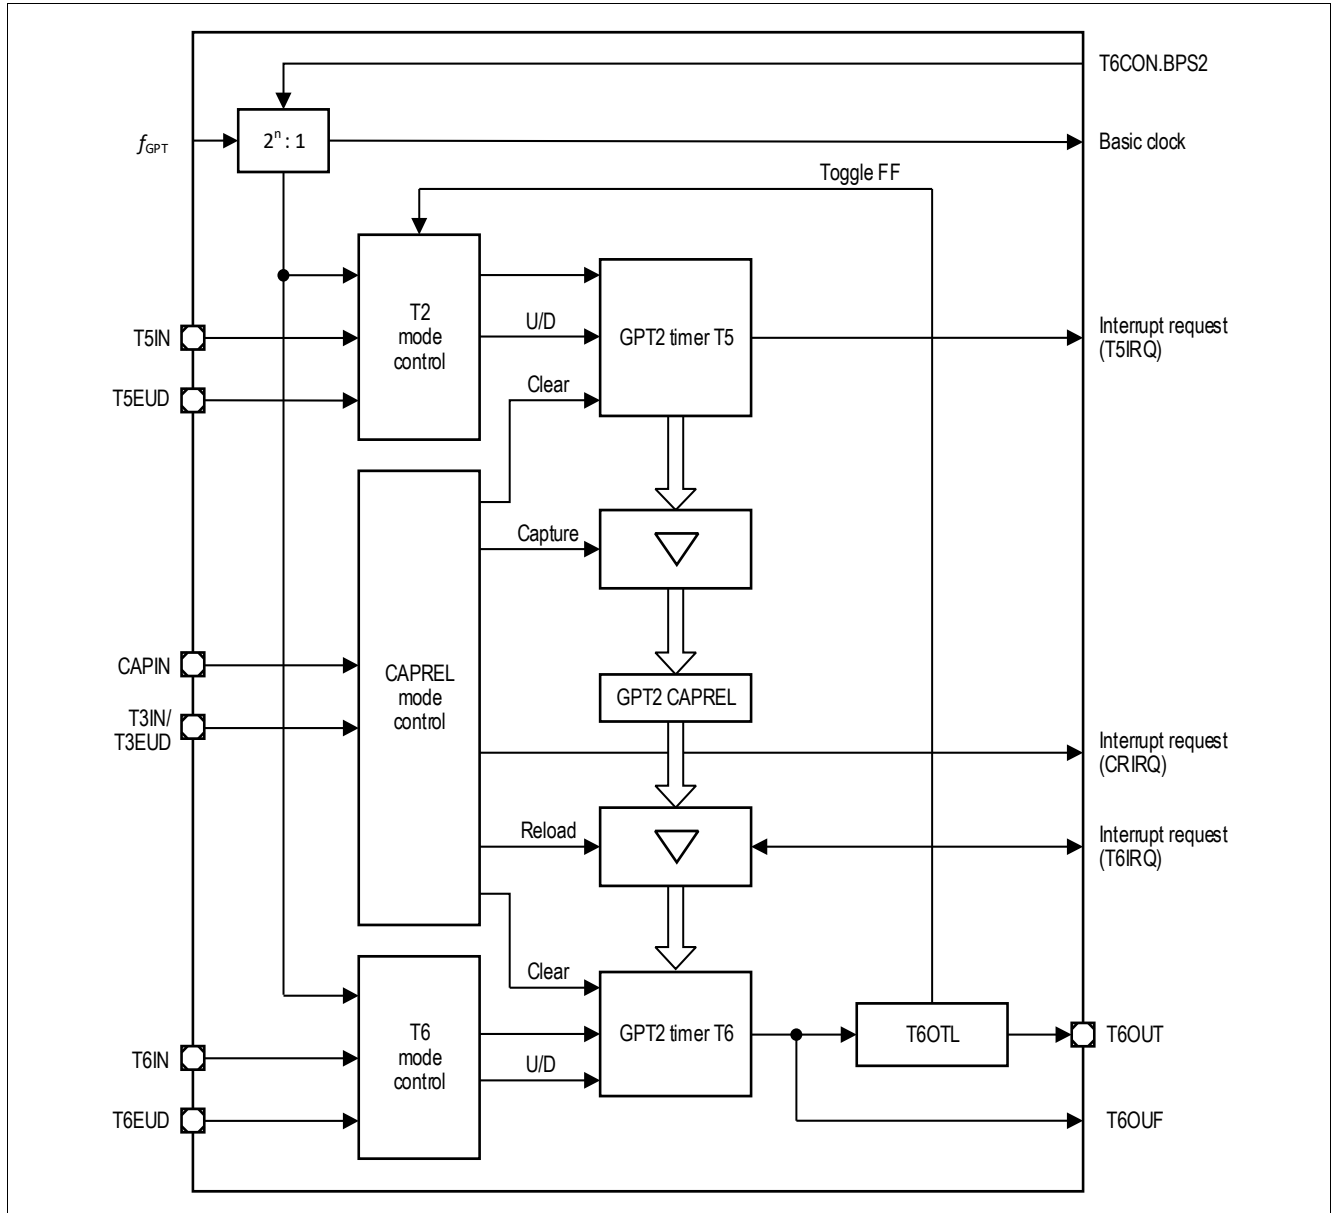 T6CON.BPS2
fGPT
2n : 1
Basic clock
Toggle FF
T2
mode
control
T5IN
T5EUD
U/D
Clear
GPT2 timer T5
Interrupt request
(T5IRQ)
Capture
CAPIN
T3IN/
T3EUD
CAPREL
mode
control
GPT2 CAPREL
Interrupt request
(CRIRQ)
Reload
Interrupt request
(T6IRQ)
Clear
T6
mode
control
T6IN
T6EUD
U/D
GPT2 timer T6
T6OTL
T6OUT
T6OUF